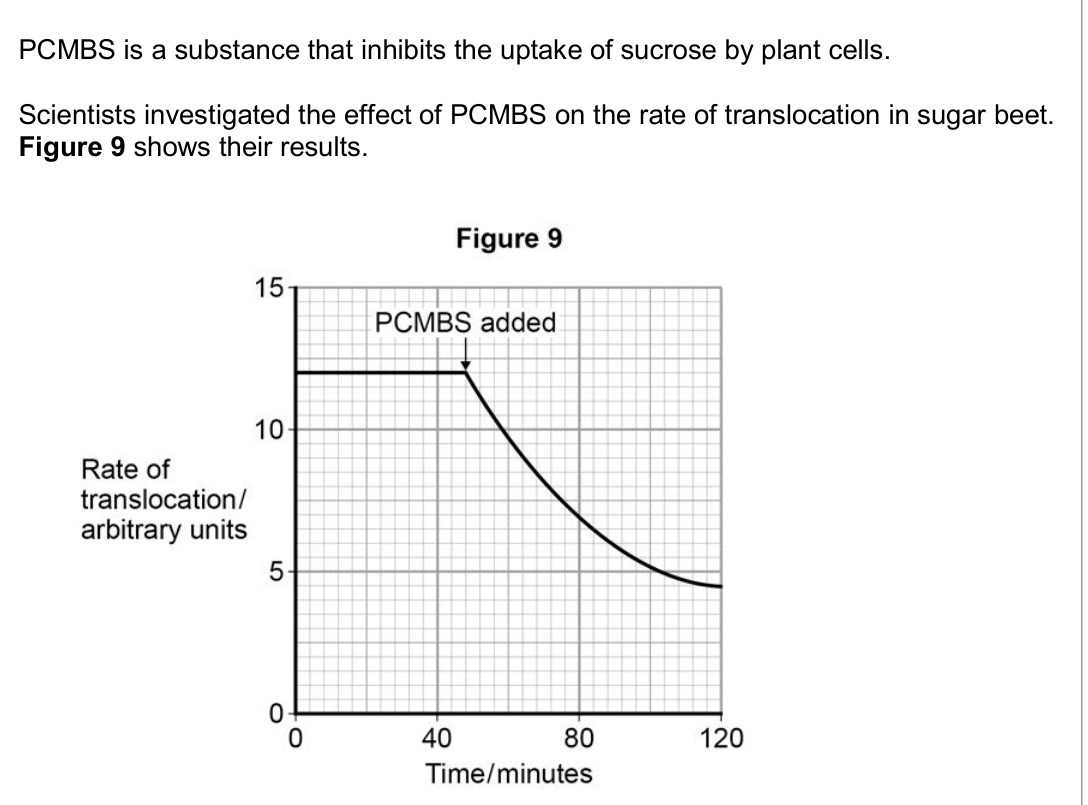 PCMBS is a substance that inhibits the uptake of sucrose by plant cells.
Scientists investigated the effect of PCMBS on the rate of translocation in sugar beet.
Figure 9 shows their results.
Figure 9
15
PCMBS added
10
Rate of
translocation/
arbitrary units
5
0
0 40 80 120
Time/minutes